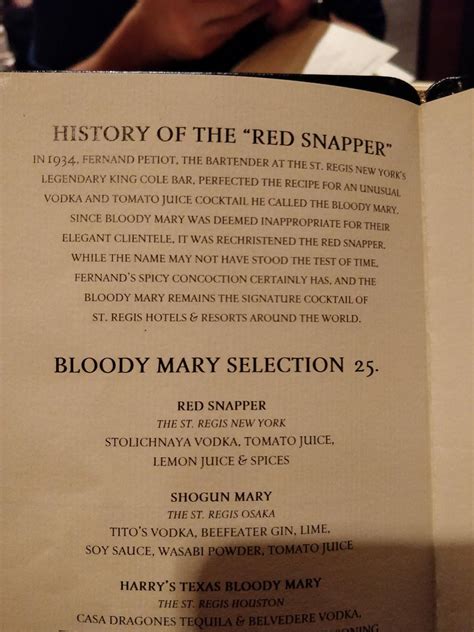 HISTORY OF THE "RED SNAPPER"
IN 1934, FERNAND PETIOT, THE BARTENDER AT THE ST. REGIS NEW YORK'S
LEGENDARY KING COLE BAR, PERFECTED THE RECIPE FOR AN UNUSUAL
VODKA AND TOMATO JUICE COCKTAIL HE CALLED THE BLOODY MARY.
SINCE BLOODY MARY WAS DEEMED INAPPROPRIATE FOR THEIR
ELEGANT CLIENTELE, IT WAS RECHRISTENED THE RED SNAPPER.
WHILE THE NAME MAY NOT HAVE STOOD THE TEST OF TIME,
FERNAND'S SPICY CONCOCTION CERTAINLY HAS, AND THE
BLOODY MARY REMAINS THE SIGNATURE COCKTAIL OF
ST. REGIS HOTELS & RESORTS AROUND THE WORLD.
BLOODY MARY SELECTION 25.
RED SNAPPER
THE ST. REGIS NEW YORK
STOLICHNAYA VODKA, TOMATO JUICE,
LEMON JUICE & SPICES
SHOGUN MARY
THE ST. REGIS OSAKA
TITO'S VODKA, BEEFEATER GIN, LIME,
SOY SAUCE, WASABI POWDER, TOMATO JUICE
HARRY'S TEXAS BLOODY MARY
THE ST. REGIS HOUSTON
CASA DRAGONES TEQUILA & BELVEDERE VODKA,